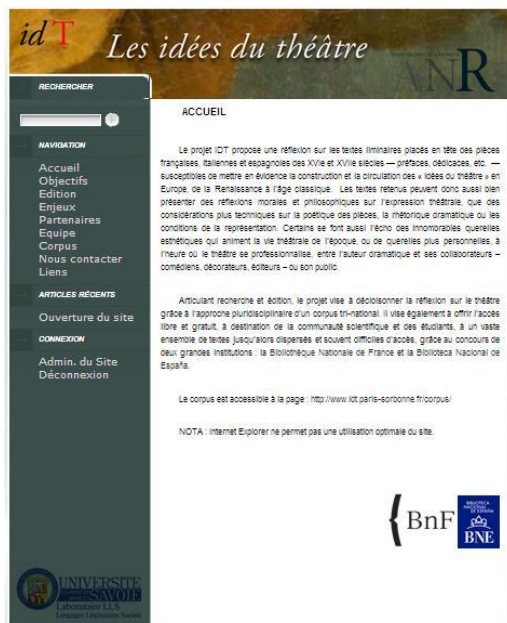 idT
Les idées du théâtre
ANR
RECHERCHER
NAVIGATION
Accueil
Objectifs
Edition
Enjeux
Partenaires
Equipe
Corpus
Nous contacter
Liens
ARTICLES RÉCENTS
Ouverture du site
CONNEXION
Admin. du Site
Déconnexion
ACCUEIL
Le projet IDT propose une réflexion sur les textes liminaires placés en tête des pièces
françaises, italiennes et espagnoles des XVIe et XVIIe siècles — préfaces, dédicaces, etc. —
susceptibles de mettre en évidence la construction et la circulation des « idées du théâtre » en
Europe, de la Renaissance à l'âge classique. Les textes retenus peuvent donc aussi bien
présenter des réflexions morales et philosophiques sur l'expression théâtrale, que des
considérations plus techniques sur la poétique des pièces, la rhétorique dramatique ou les
conditions de la représentation. Certains se font aussi l'écho des innombrables querelles
esthétiques qui animent la vie théâtrale de l'époque, ou de querelles plus personnelles, à
l'heure où le théâtre se professionnalise, entre l'auteur dramatique et ses collaborateurs –
comédiens, décorateurs, éditeurs – ou son public.
Articulant recherche et édition, le projet vise à décloisonner la réflexion sur le théâtre
grâce à l'approche pluridisciplinaire d'un corpus tri-national. Il vise également à offrir l'accès
libre et gratuit, à destination de la communauté scientifique et des étudiants, à un vaste
ensemble de textes jusqu'alors dispersés et souvent difficiles d'accès, grâce au concours de
deux grandes institutions : la Bibliothèque Nationale de France et la Biblioteca Nacional de
España.
Le corpus est accessible à la page : http://www.idt.paris-sorbonne.fr/corpus/
NOTA : Internet Explorer ne permet pas une utilisation optimale du site.
BnF
BIBLIOTECA
NACIONAL
DE ESPAÑA
BNE
UNIVERSITE
SAVOIE
Laboratoire LLS
Langages Littératures Sociétés